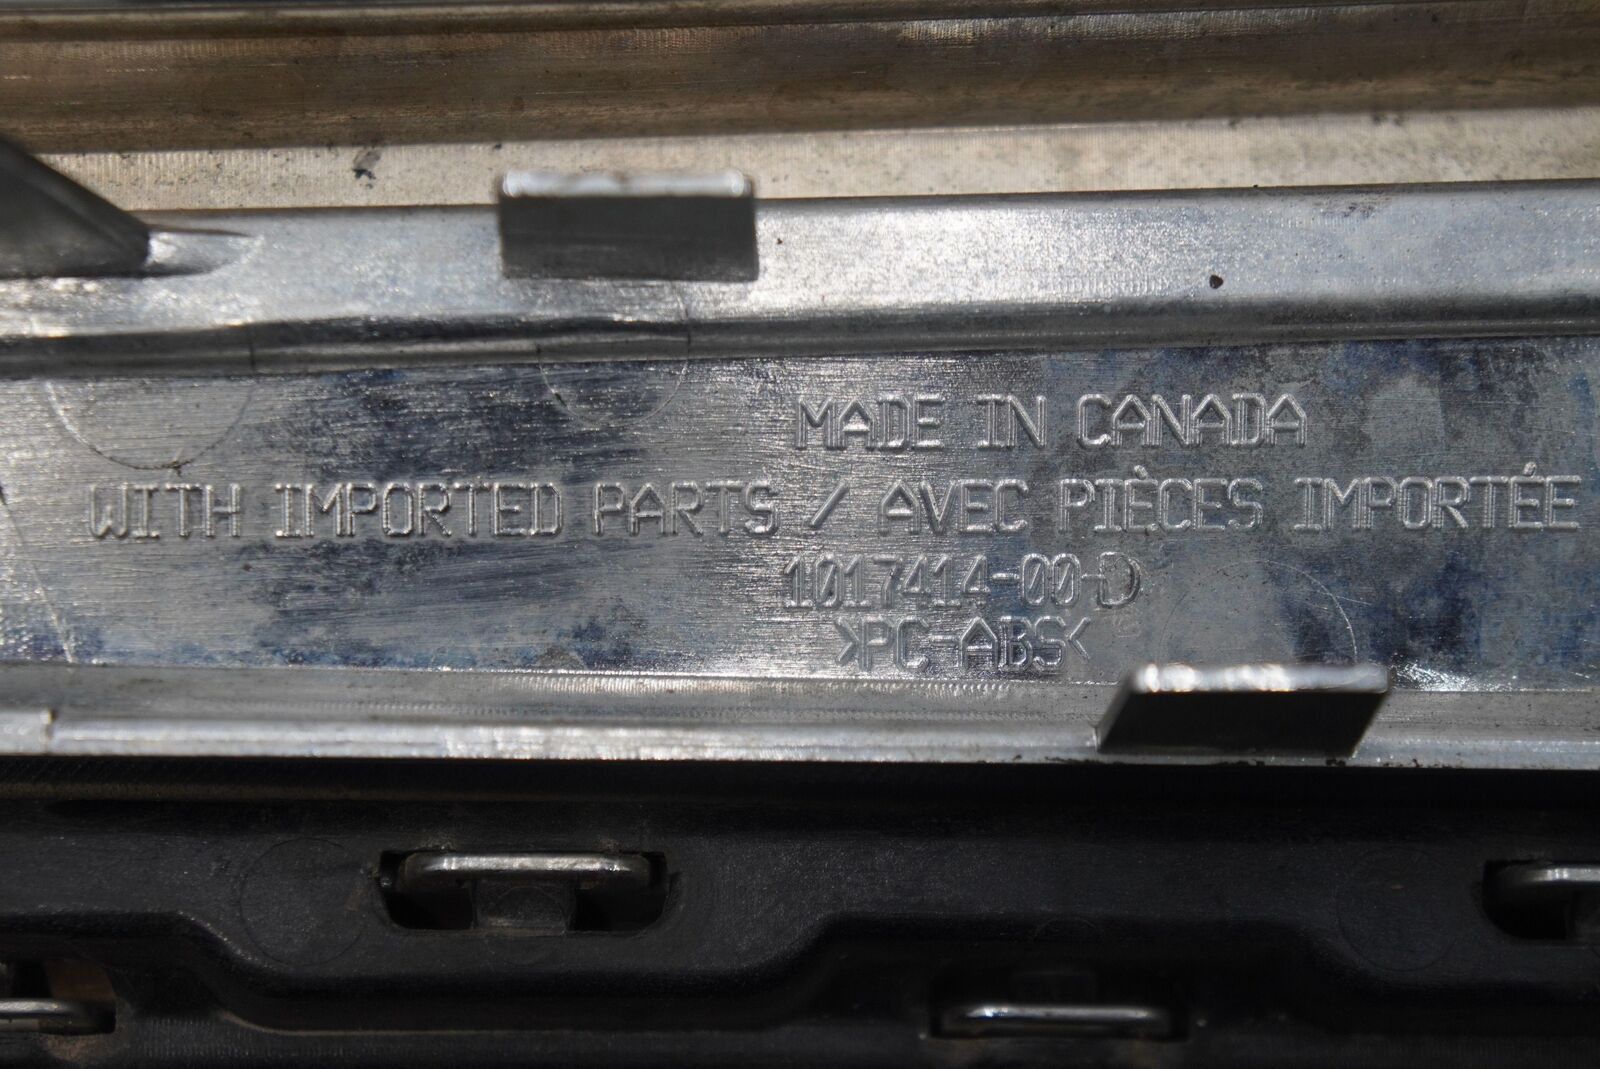 MADE IN CANADA
WITH IMPORTED PARTS / AVEC PIÈCES IMPORTÉE
1017414-00-D
>PC-ABS<